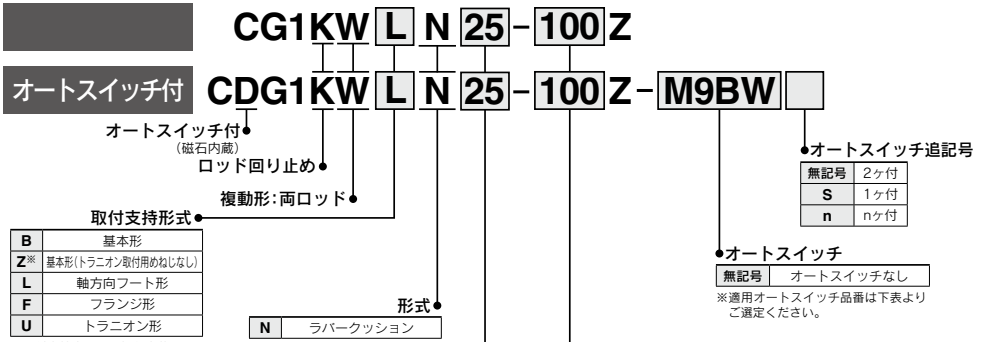 CG1KW L N 25-100 Z
オートスイッチ付 CDG1KW L N 25-100 Z-M9BW
オートスイッチ付
(磁石内蔵)
ロッド回り止め
複動形:両ロッド
取付支持形式
B 基本形
Z※ 基本形(トラニオン取付用めねじなし)
L 軸方向フート形
F フランジ形
U トラニオン形
形式
N ラバークッション
オートスイッチ追記号
無記号 2ヶ付
S 1ヶ付
n nヶ付
オートスイッチ
無記号 オートスイッチなし
※適用オートスイッチ品番は下表より
ご選定ください。